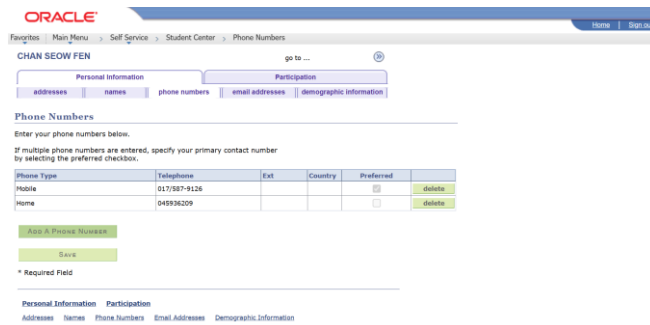 ORACLE
Home | Sign ou
Favorites Main Menu > Self Service > Student Center > Phone Numbers
CHAN SEOW FEN go to ...
Personal Information Participation
addresses names phone numbers email addresses demographic information
Phone Numbers
Enter your phone numbers below.
If multiple phone numbers are entered, specify your primary contact number
by selecting the preferred checkbox.
Phone Type Telephone Ext Country Preferred
Mobile 017/587-9126 delete
Home 045936209 delete
ADD A PHONE NUMBER
SAVE
* Required Field
Personal Information Participation
Addresses Names Phone Numbers Email Addresses Demographic Information